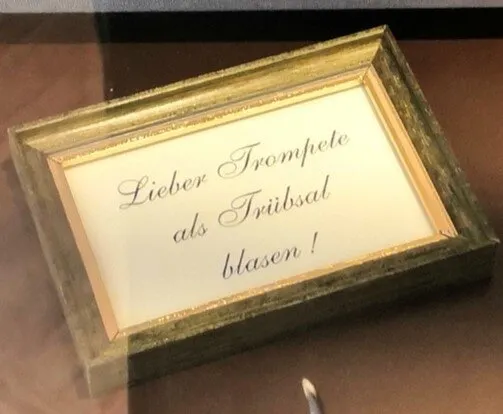 Lieber Trompete
als Trübsal
blasen !